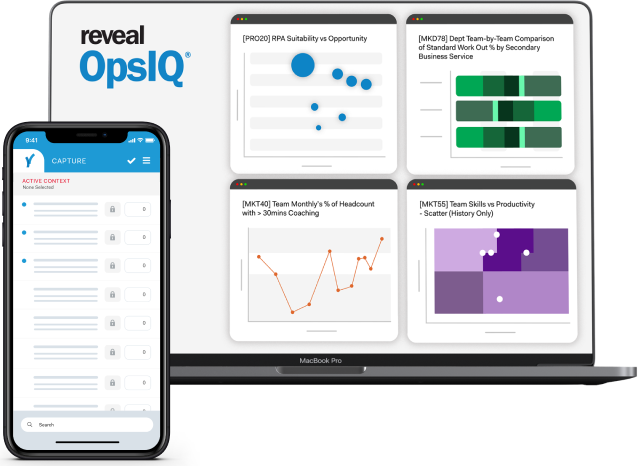 reveal
OpsIQ®
[PRO20] RPA Suitability vs Opportunity
[MKD78] Dept Team-by-Team Comparison
of Standard Work Out % by Secondary
Business Service
[MKT40] Team Monthly's % of Headcount
with > 30mins Coaching
[MKT55] Team Skills vs Productivity
- Scatter (History Only)
MacBook Pro
9:41
CAPTURE
ACTIVE CONTEXT
None Selected
0
0
0
0
0
0
0
0
Search